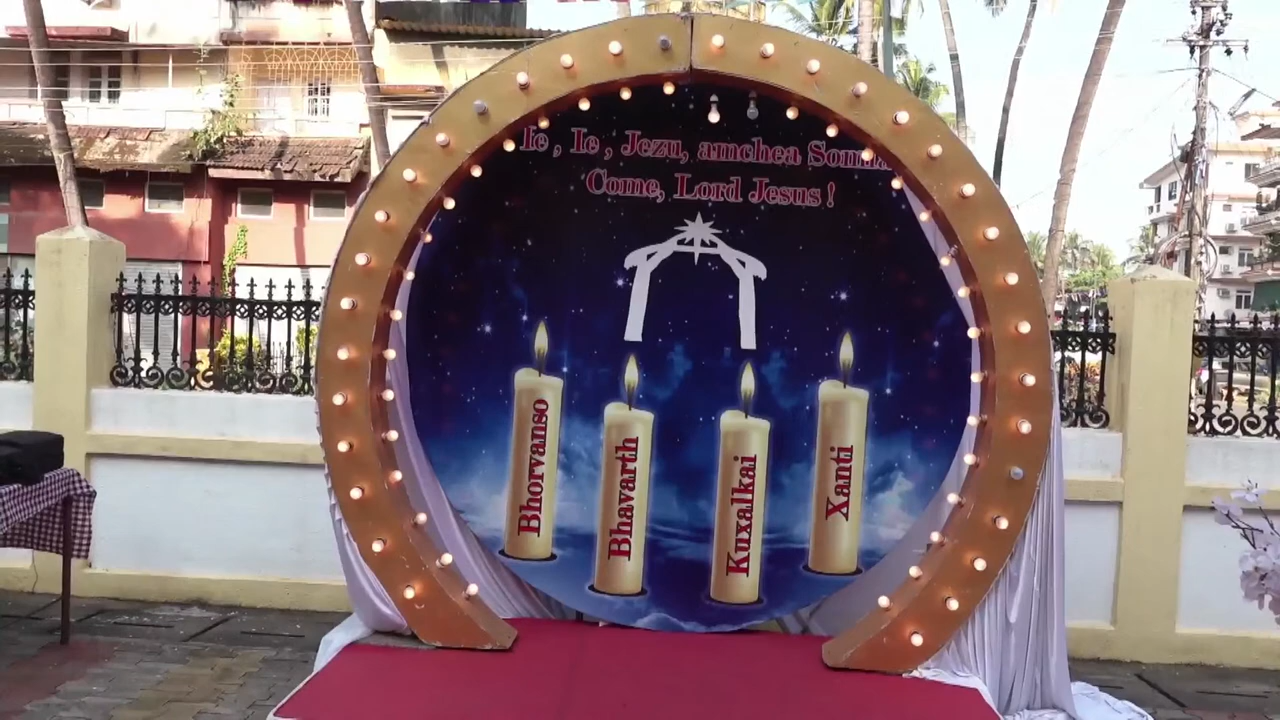 Ie, Ie, Jezu, amchea
Come, Lord Jesus!
Bhorvanso
Bhavarth
Kuxalkai
Xanti